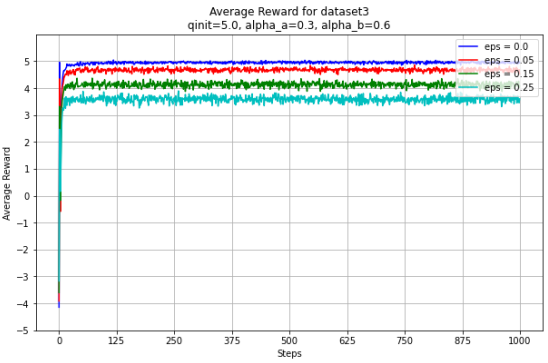 Average Reward for dataset3
qinit=5.0, alpha_a=0.3, alpha_b=0.6
eps = 0.0
eps = 0.05
eps = 0.15
eps = 0.25
Average Reward
5
4
3
2
1
0
−1
−2
−3
−4
−5
0 125 250 375 500 625 750 875 1000
Steps